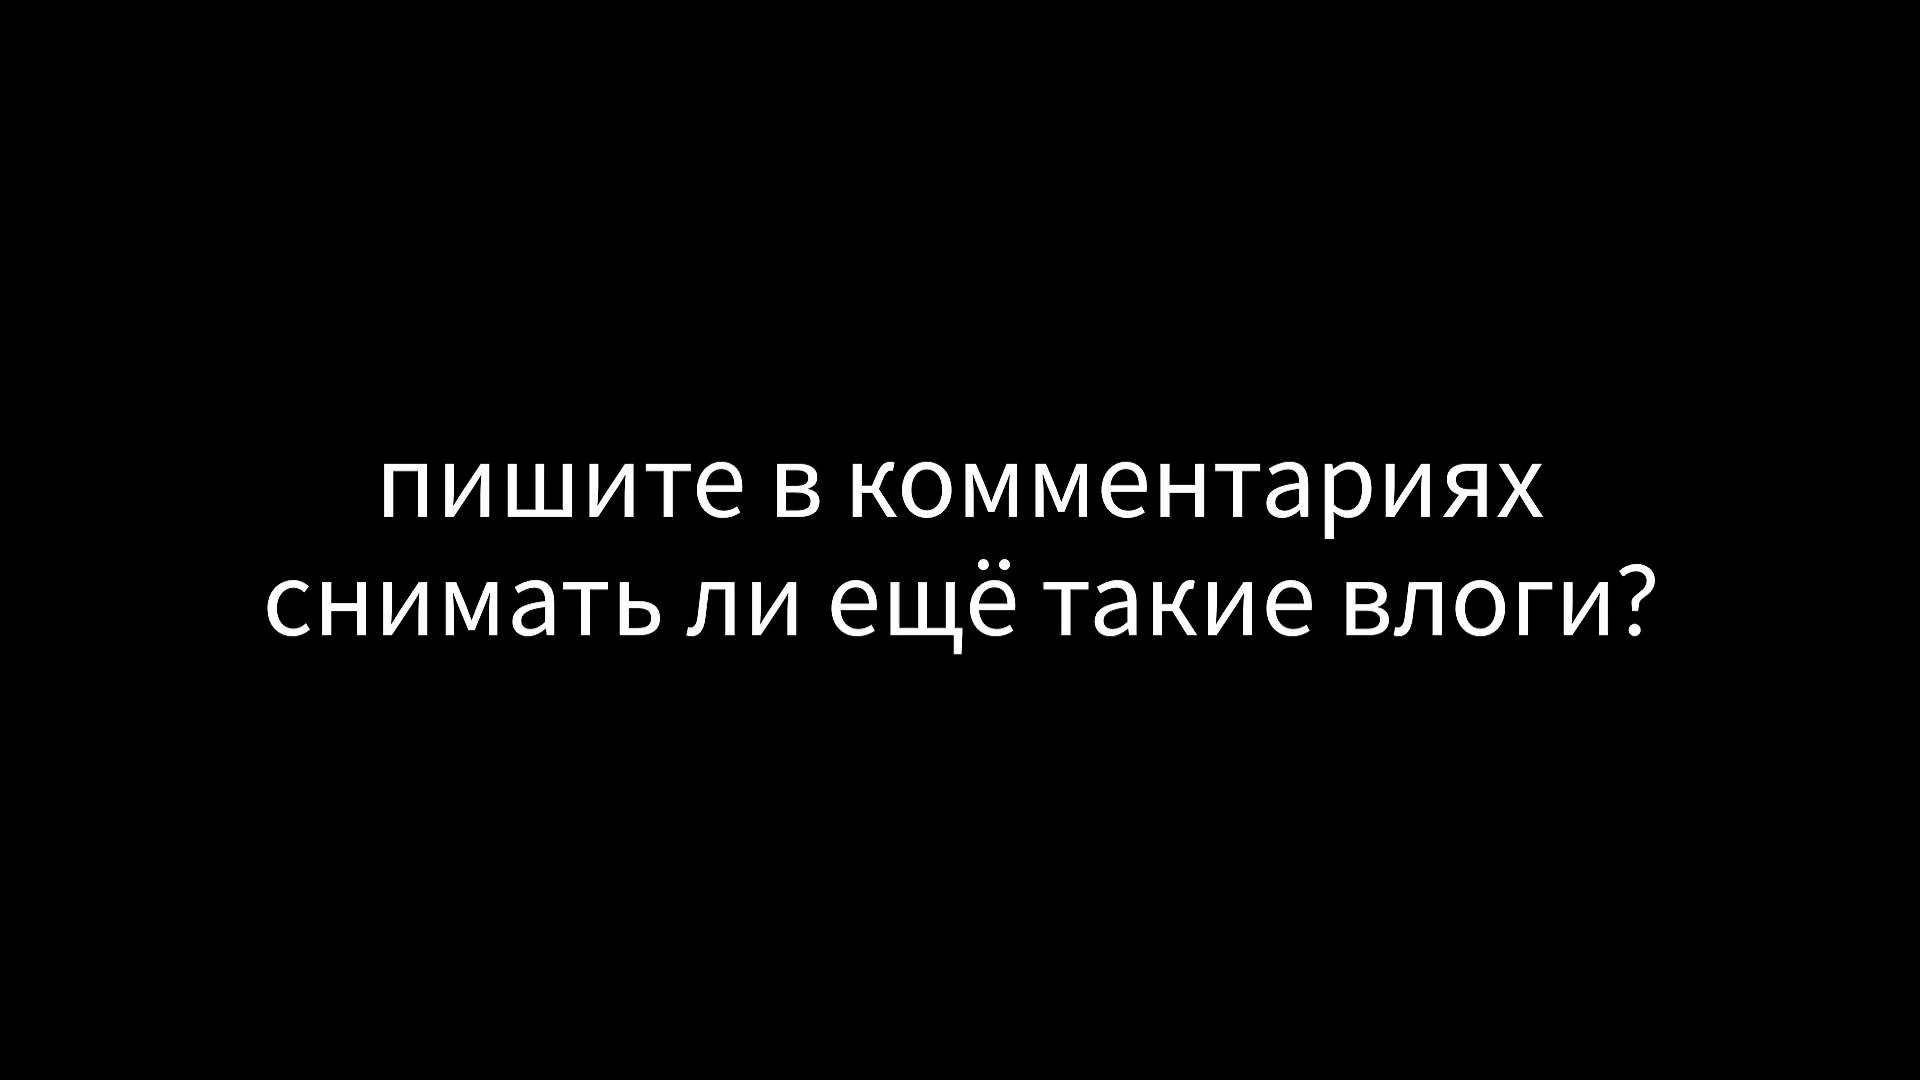 пишите в комментариях
снимать ли ещё такие влоги?